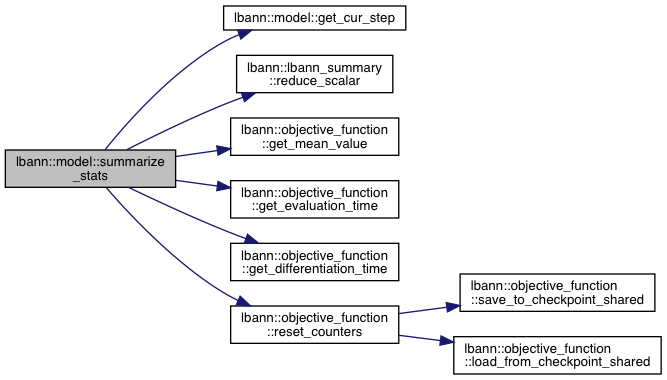 lbann::model::get_cur_step
lbann::lbann_summary
::reduce_scalar
lbann::objective_function
::get_mean_value
lbann::model::summarize
_stats
lbann::objective_function
::get_evaluation_time
lbann::objective_function
::get_differentiation_time
lbann::objective_function
::reset_counters
lbann::objective_function
::save_to_checkpoint_shared
lbann::objective_function
::load_from_checkpoint_shared